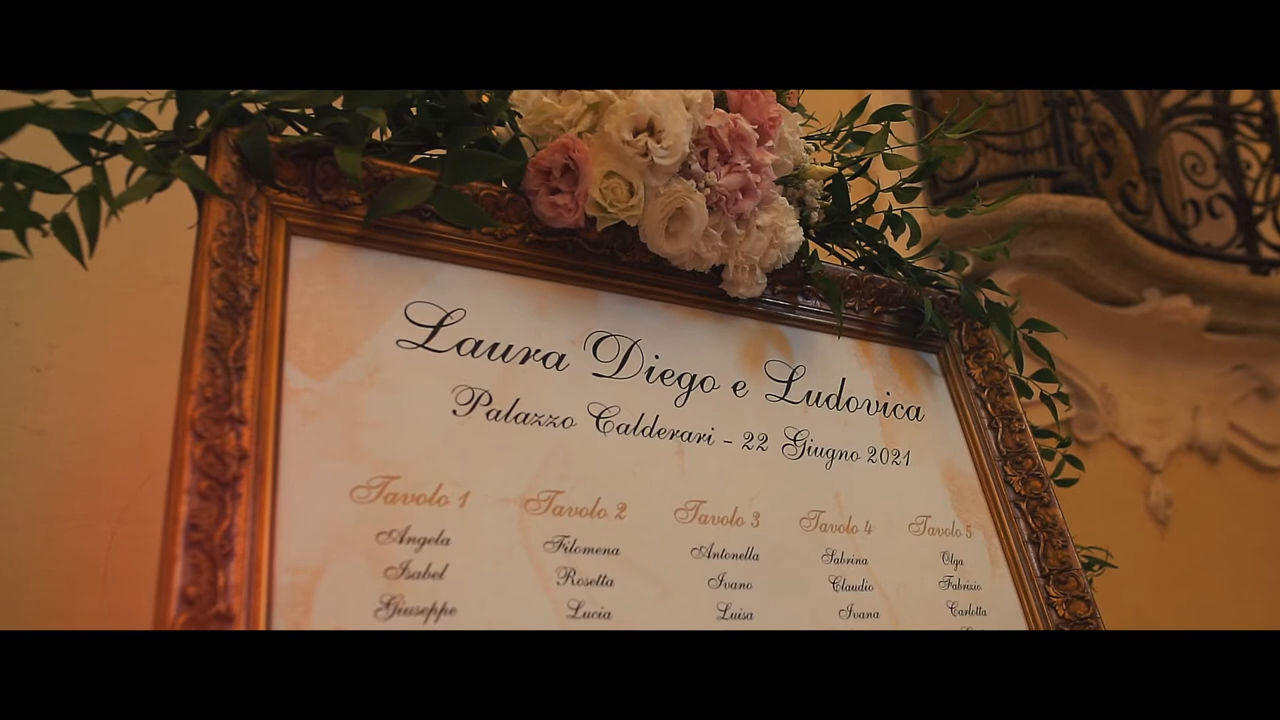 Laura Diego e Ludovica
Palazzo Calderari - 22 Giugno 2021
Tavolo 1 Tavolo 2 Tavolo 3 Tavolo 4 Tavolo 5
Angela Filomena Antonella Sabrina Olga
Isabel Rosetta Ivano Claudio Fabrizio
Giuseppe Lucia Luisa Ivana Carlotta